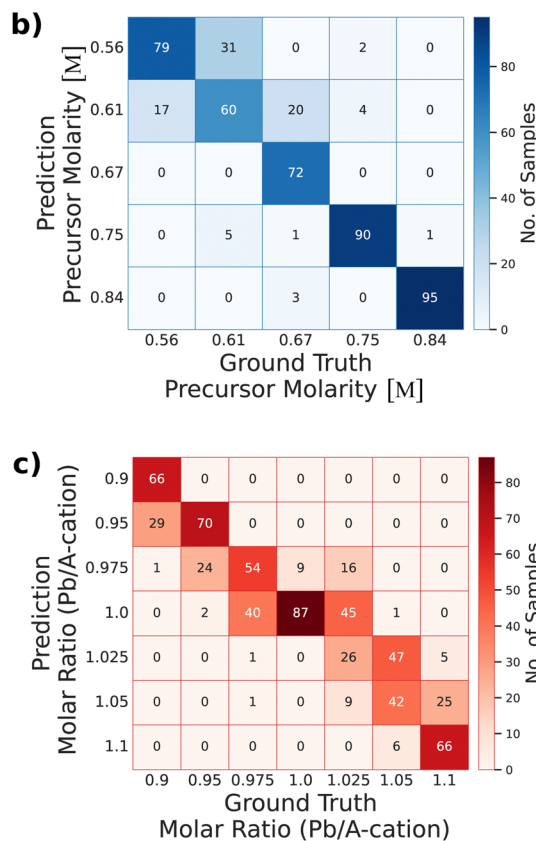 b)
Prediction
Precursor Molarity [M]
0.56 79 31 0 2 0
0.61 17 60 20 4 0
0.67 0 0 72 0 0
0.75 0 5 1 90 1
0.84 0 0 3 0 95
0.56 0.61 0.67 0.75 0.84
Ground Truth
Precursor Molarity [M]
80
60
40
20
0
No. of Samples
c)
Prediction
Molar Ratio (Pb/A-cation)
0.9 66 0 0 0 0 0 0
0.95 29 70 0 0 0 0 0
0.975 1 24 54 9 16 0 0
1.0 0 2 40 87 45 1 0
1.025 0 0 1 0 26 47 5
1.05 0 0 1 0 9 42 25
1.1 0 0 0 0 0 6 66
0.9 0.95 0.975 1.0 1.025 1.05 1.1
Ground Truth
Molar Ratio (Pb/A-cation)
80
70
60
50
40
30
20
10
0
No. of Samples